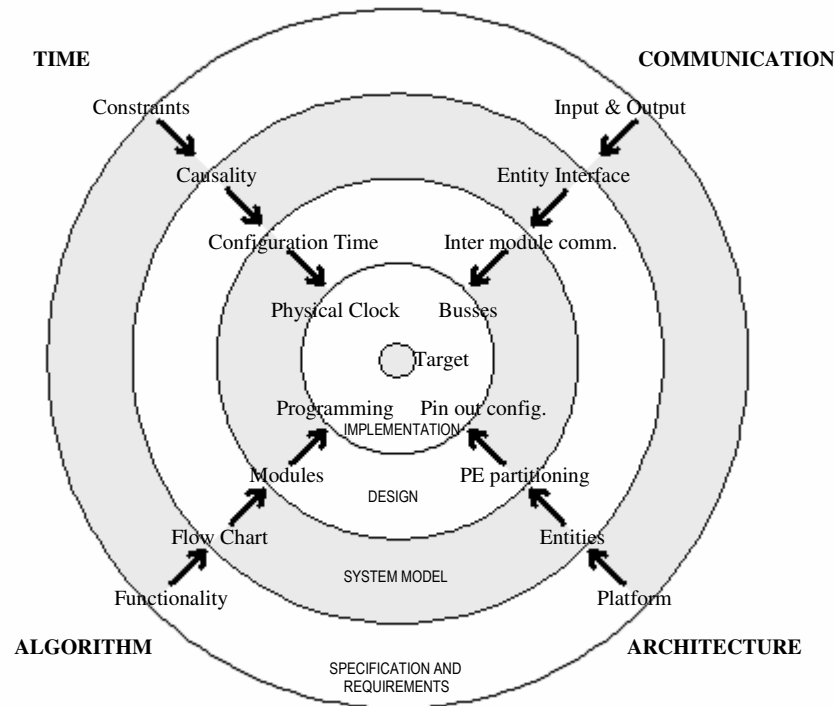 TIME
COMMUNICATION
Constraints
Input & Output
Causality
Entity Interface
Configuration Time
Inter module comm.
Physical Clock
Busses
Target
Programming
Pin out config.
IMPLEMENTATION
Modules
PE partitioning
DESIGN
Flow Chart
Entities
SYSTEM MODEL
Functionality
Platform
ALGORITHM
ARCHITECTURE
SPECIFICATION AND
REQUIREMENTS